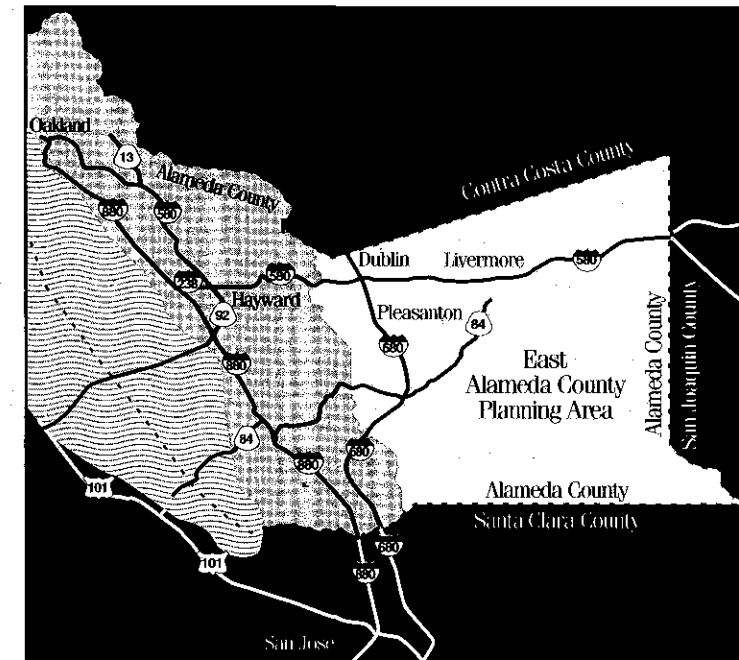 Oakland
13
Alameda County
Contra Costa County
880
580
238
580
Dublin
Livermore
580
Hayward
92
Pleasanton
84
680
880
East
Alameda County
Planning Area
Alameda County
San Joaquin County
84
880
680
101
Alameda County
Santa Clara County
101
880
680
San Jose